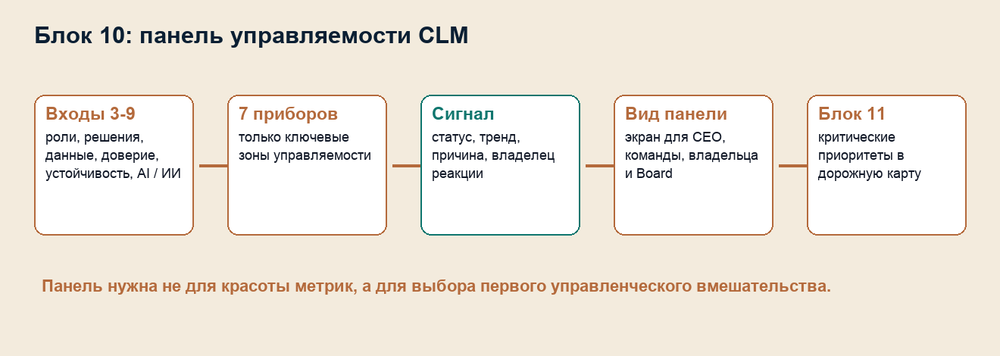 Блок 10: панель управляемости CLM
Входы 3-9
роли, решения,
данные, доверие,
устойчивость, AI / ИИ
7 приборов
только ключевые
зоны управляемости
Сигнал
статус, тренд,
причина, владелец
реакции
Вид панели
экран для CEO,
команды, владельца
и Board
Блок 11
критические
приоритеты в
дорожную карту
Панель нужна не для красоты метрик, а для выбора первого управленческого вмешательства.